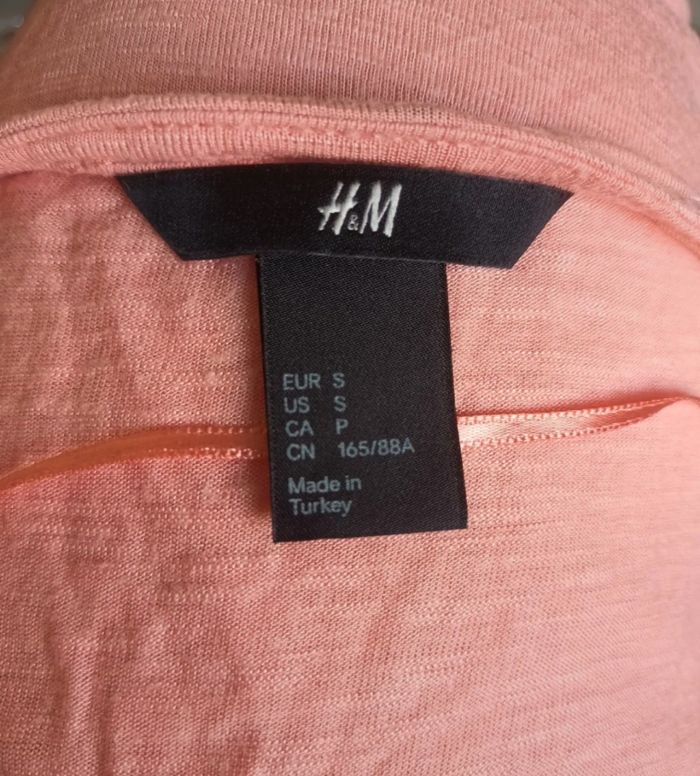 H&M
EUR S
US S
CA P
CN 165/88A
Made in
Turkey